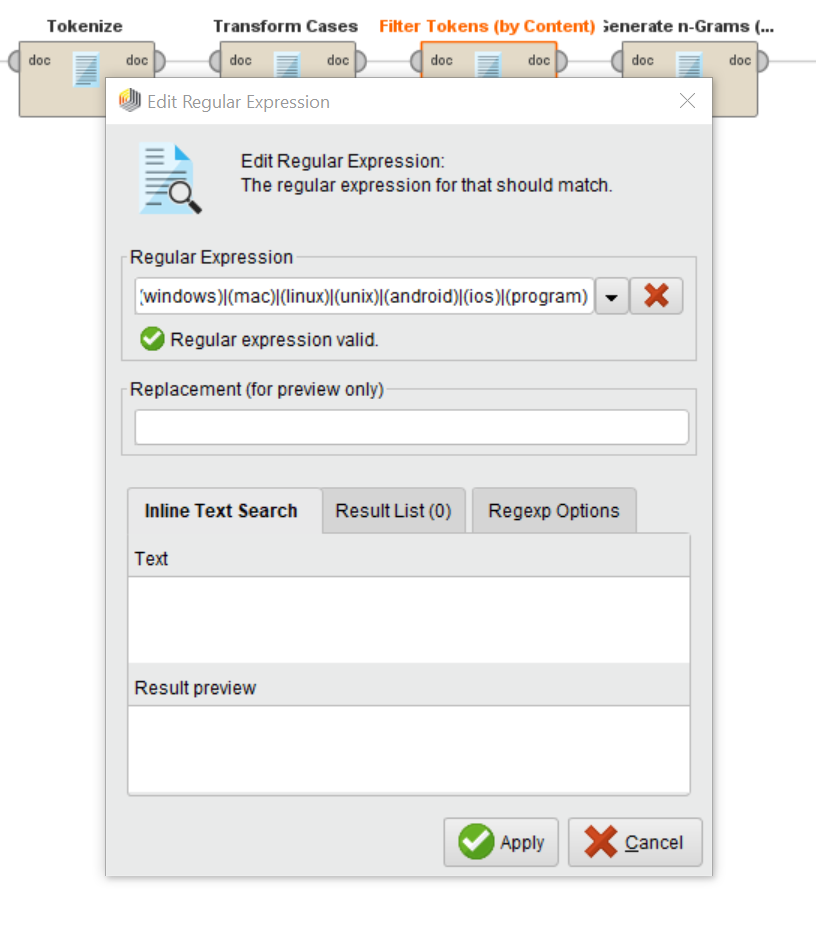 Tokenize
Transform Cases
Filter Tokens (by Content)
Generate n-Grams (...
doc doc doc doc doc doc doc doc
Edit Regular Expression
Edit Regular Expression:
The regular expression for that should match.
Regular Expression
(windows)|(mac)|(linux)|(unix)|(android)|(ios)|(program)
Regular expression valid.
Replacement (for preview only)
Inline Text Search
Result List (0)
Regexp Options
Text
Result preview
Apply
Cancel